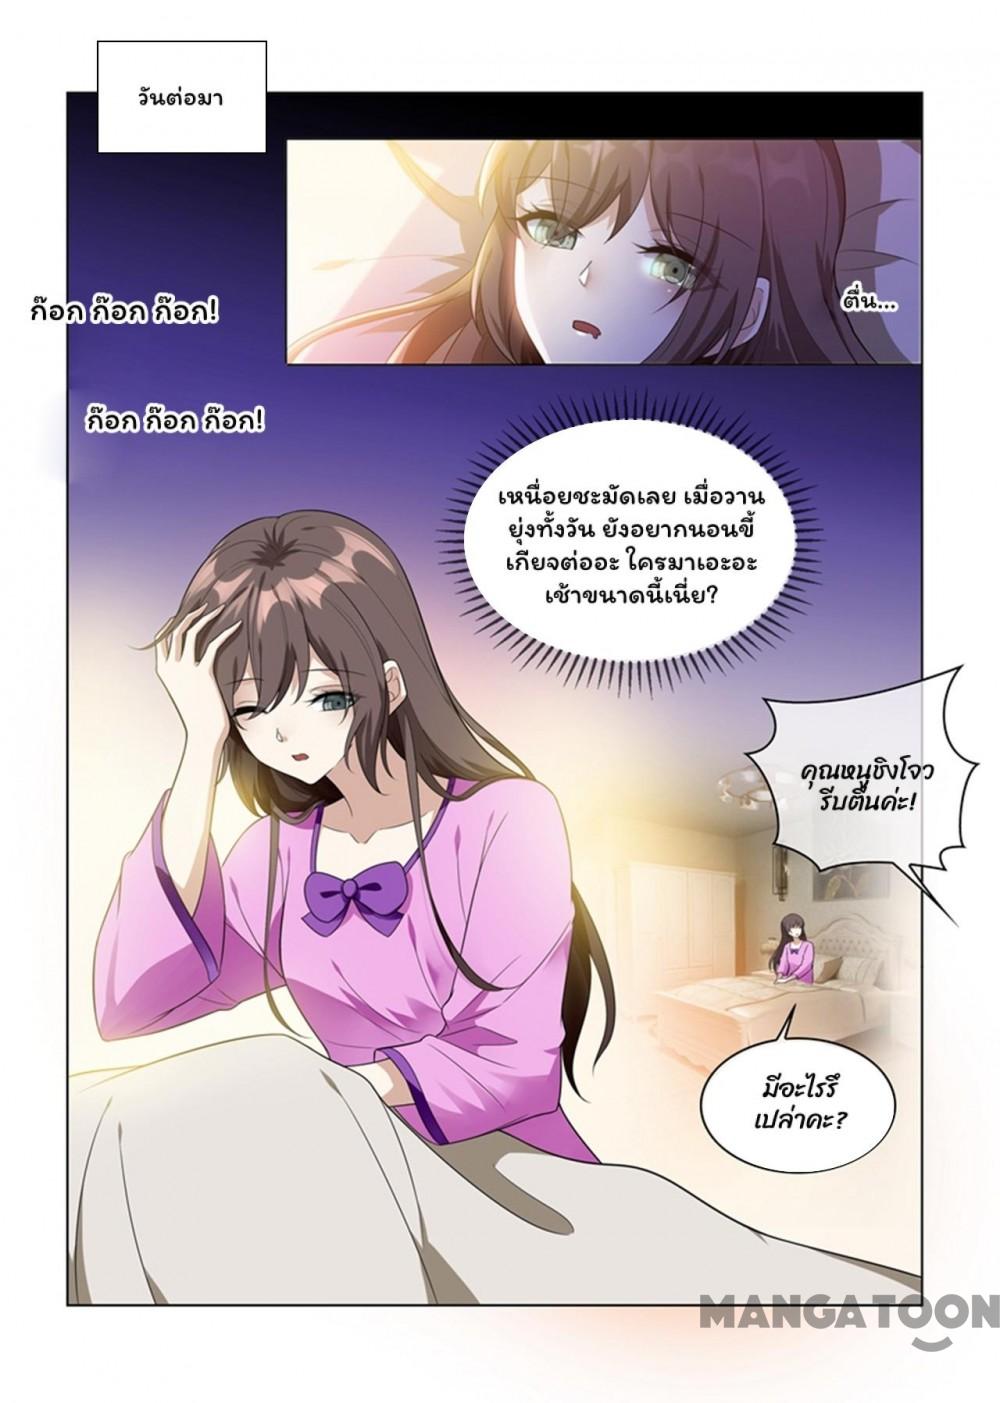 วันต่อมา
ตื่น...
ก๊อก ก๊อก ก๊อก!
ก๊อก ก๊อก ก๊อก!
เหนื่อยชะมัดเลย เมื่อวาน
ยุ่งทั้งวัน ยังอยากนอนขี้
เกียจต่ออะ ใครมาเอะอะ
เช้าขนาดนี้เนี่ย?
คุณหนูชิงโจว
รีบตื่นค่ะ!
มีอะไรรึ
เปล่าคะ?
MANGATOON